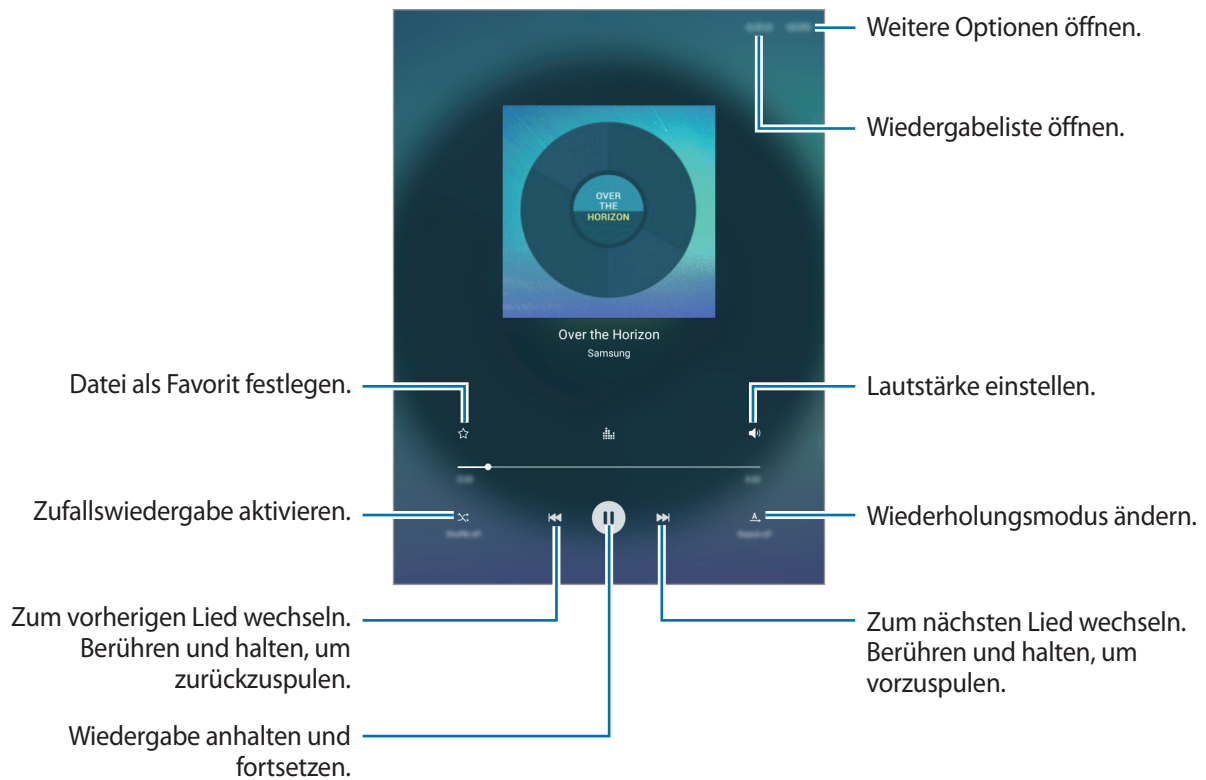 Weitere Optionen öffnen.
Wiedergabeliste öffnen.
OVER
THE
HORIZON
Over the Horizon
Samsung
Datei als Favorit festlegen.
Lautstärke einstellen.
Zufallswiedergabe aktivieren.
Wiederholungsmodus ändern.
Zum vorherigen Lied wechseln.
Berühren und halten, um
zurückzuspulen.
Zum nächsten Lied wechseln.
Berühren und halten, um
vorzuspulen.
Wiedergabe anhalten und
fortsetzen.